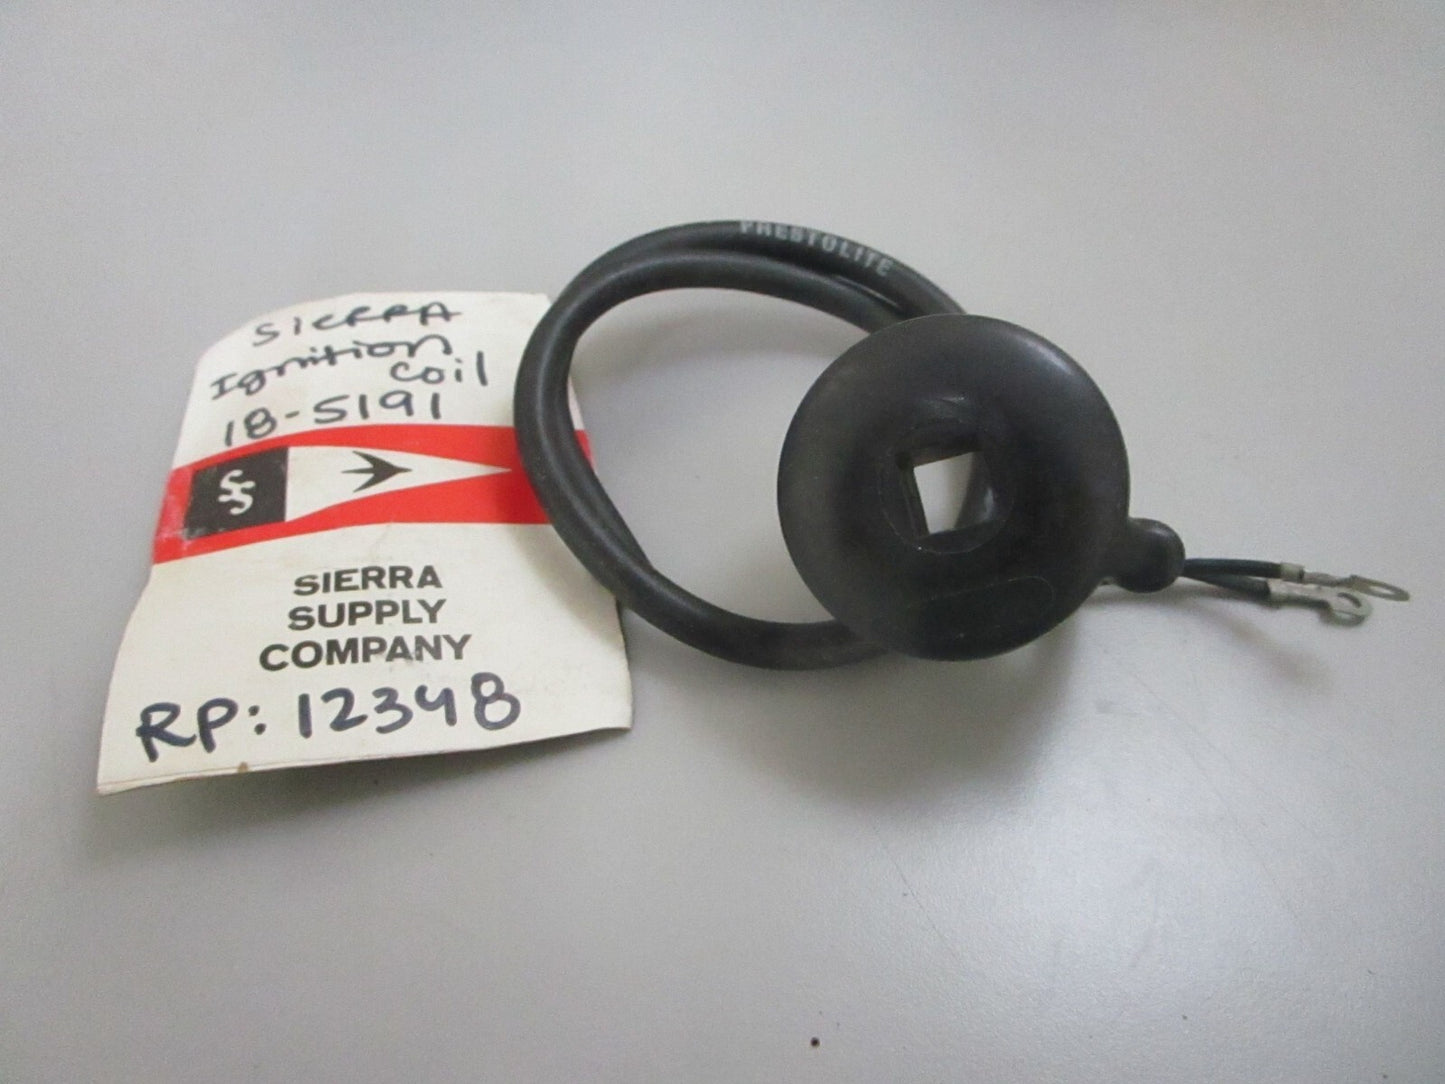 SIERRA
Ignition
coil
18-5191
SS
SIERRA
SUPPLY
COMPANY
RP: 12348
PRESTOLITE